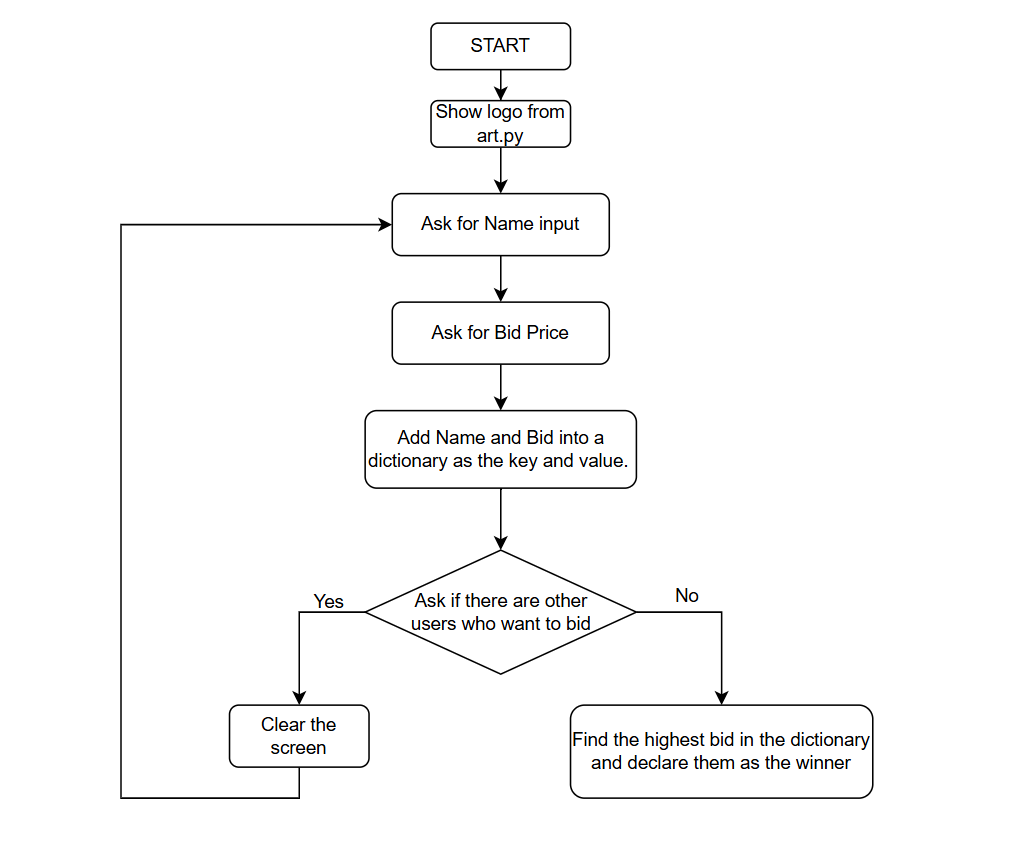 START
Show logo from
art.py
Ask for Name input
Ask for Bid Price
Add Name and Bid into a
dictionary as the key and value.
Ask if there are other
users who want to bid
Yes
No
Clear the
screen
Find the highest bid in the dictionary
and declare them as the winner